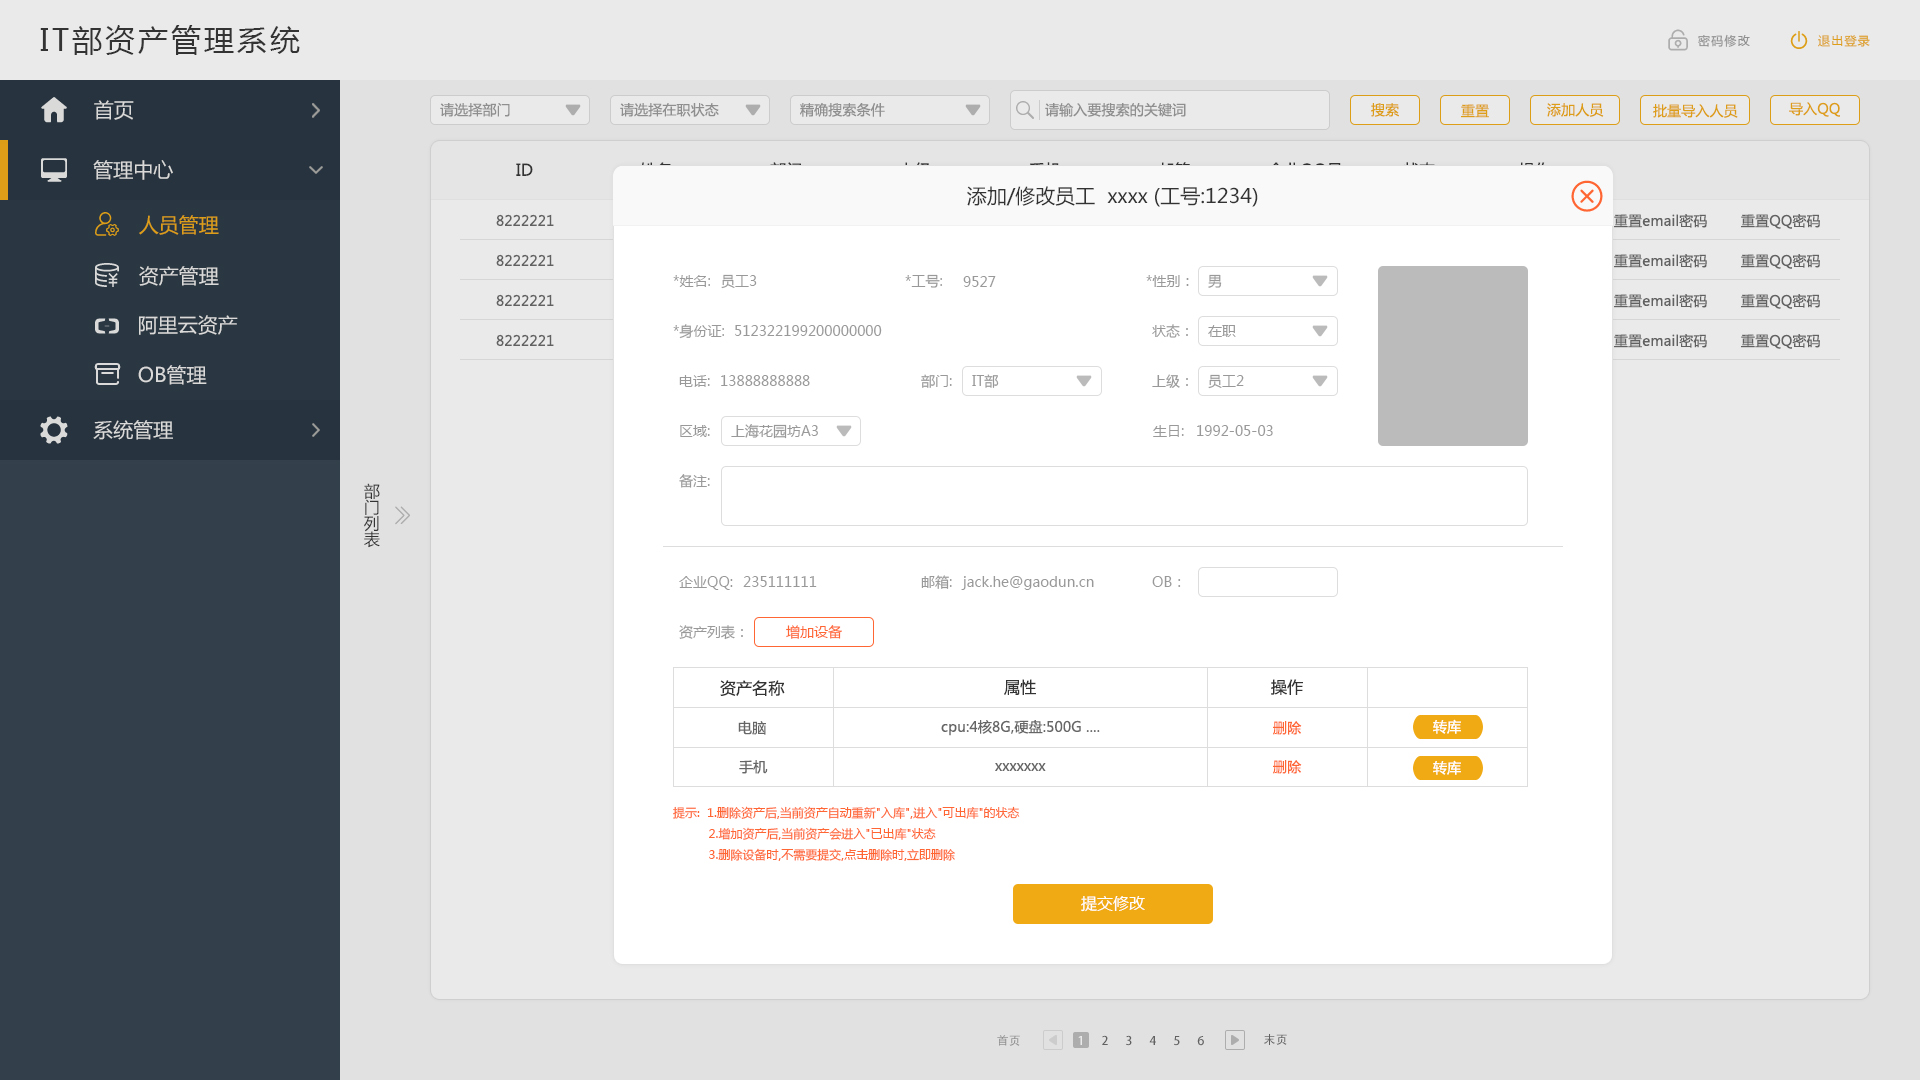 IT部资产管理系统
密码修改
退出登录
首页
管理中心
人员管理
资产管理
阿里云资产
OB管理
系统管理
部门列表
请选择部门
请选择在职状态
精确搜索条件
请输入要搜索的关键词
搜索
重置
添加人员
批量导入人员
导入QQ
ID
8222221
重置email密码 重置QQ密码
8222221
重置email密码 重置QQ密码
8222221
重置email密码 重置QQ密码
8222221
重置email密码 重置QQ密码
添加/修改员工 xxxx (工号:1234)
*姓名: 员工3
*工号: 9527
*性别： 男
*身份证: 512322199200000000
状态： 在职
电话: 13888888888
部门: IT部
上级： 员工2
区域: 上海花园坊A3
生日: 1992-05-03
备注:
企业QQ: 235111111
邮箱: jack.he@gaodun.cn
OB：
资产列表： 增加设备
资产名称 属性 操作
电脑 cpu:4核8G,硬盘:500G .... 删除 转库
手机 xxxxxxx 删除 转库
提示: 1.删除资产后,当前资产自动重新"入库",进入"可出库"的状态
2.增加资产后,当前资产会进入"已出库"状态
3.删除设备时,不需要提交,点击删除时,立即删除
提交修改
首页 1 2 3 4 5 6 末页